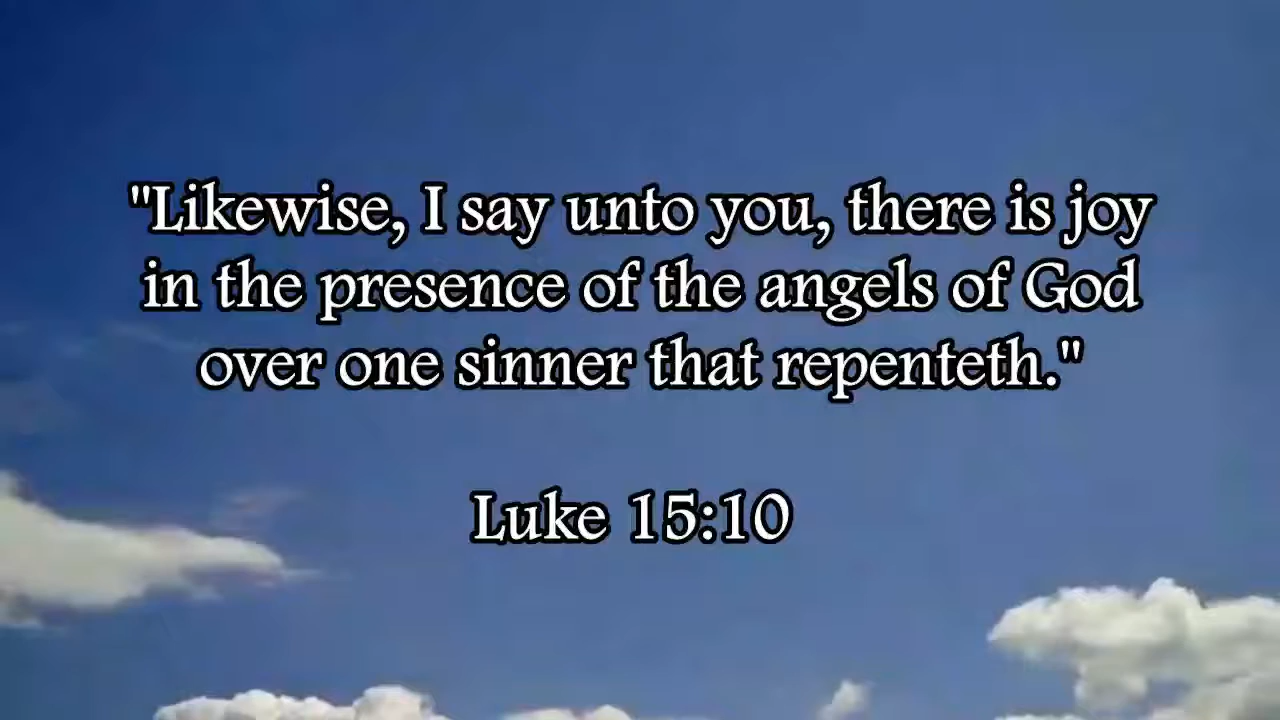 "Likewise, I say unto you, there is joy
in the presence of the angels of God
over one sinner that repenteth."
Luke 15:10